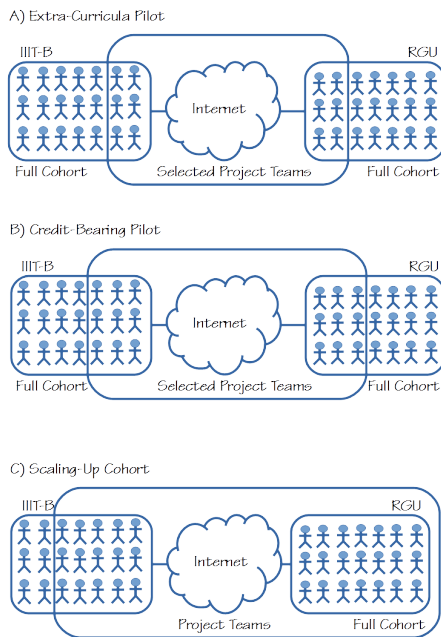 A) Extra-Curricula Pilot
IIIT-B
RGU
Internet
Full Cohort
Selected Project Teams
Full Cohort
B) Credit-Bearing Pilot
IIIT-B
RGU
Internet
Full Cohort
Selected Project Teams
Full Cohort
C) Scaling-Up Cohort
IIIT-B
RGU
Internet
Project Teams
Full Cohort